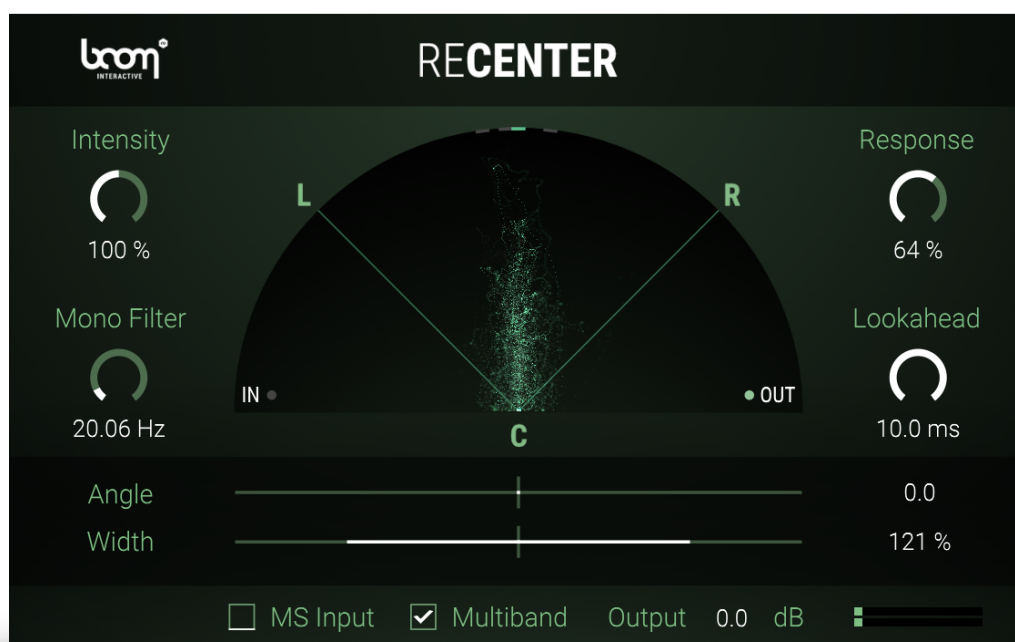 boom
INTERACTIVE
RECENTER
Intensity
100 %
Mono Filter
20.06 Hz
L
R
IN
OUT
C
Response
64 %
Lookahead
10.0 ms
Angle
0.0
Width
121 %
MS Input
Multiband
Output 0.0 dB